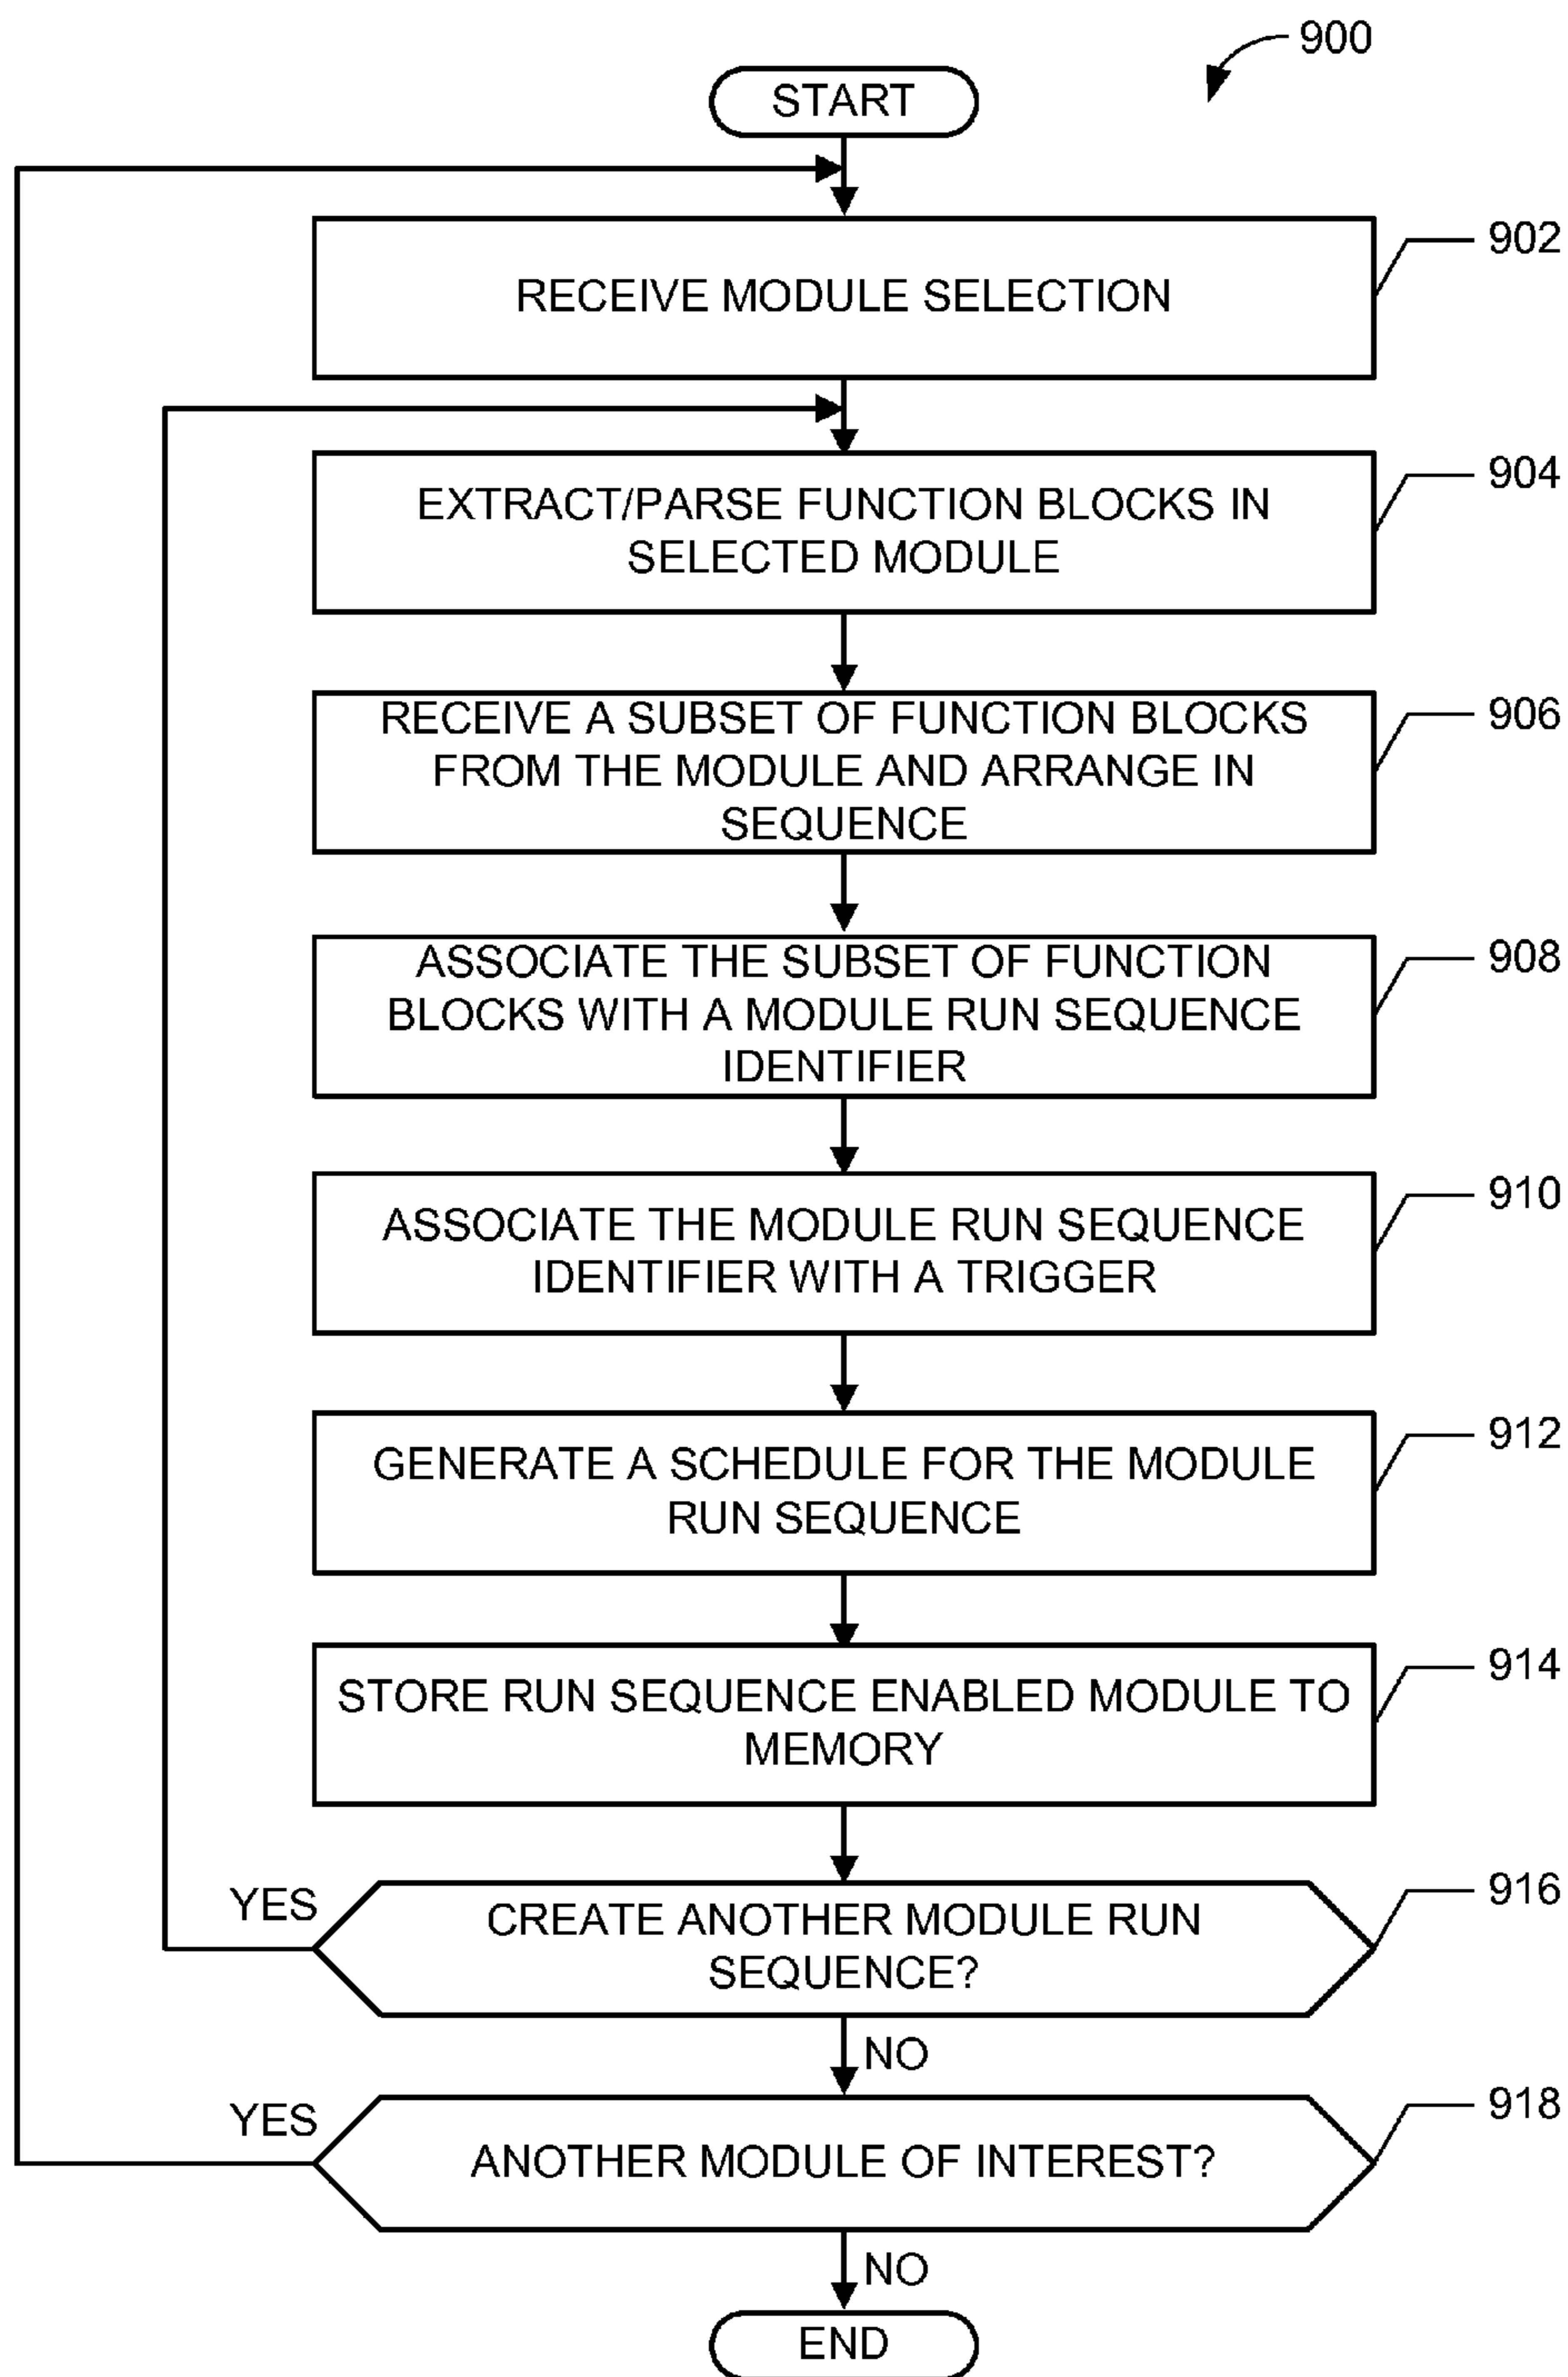 900
START
902
RECEIVE MODULE SELECTION
904
EXTRACT/PARSE FUNCTION BLOCKS IN
SELECTED MODULE
906
RECEIVE A SUBSET OF FUNCTION BLOCKS
FROM THE MODULE AND ARRANGE IN
SEQUENCE
908
ASSOCIATE THE SUBSET OF FUNCTION
BLOCKS WITH A MODULE RUN SEQUENCE
IDENTIFIER
910
ASSOCIATE THE MODULE RUN SEQUENCE
IDENTIFIER WITH A TRIGGER
912
GENERATE A SCHEDULE FOR THE MODULE
RUN SEQUENCE
914
STORE RUN SEQUENCE ENABLED MODULE TO
MEMORY
916
YES
CREATE ANOTHER MODULE RUN
SEQUENCE?
NO
918
YES
ANOTHER MODULE OF INTEREST?
NO
END